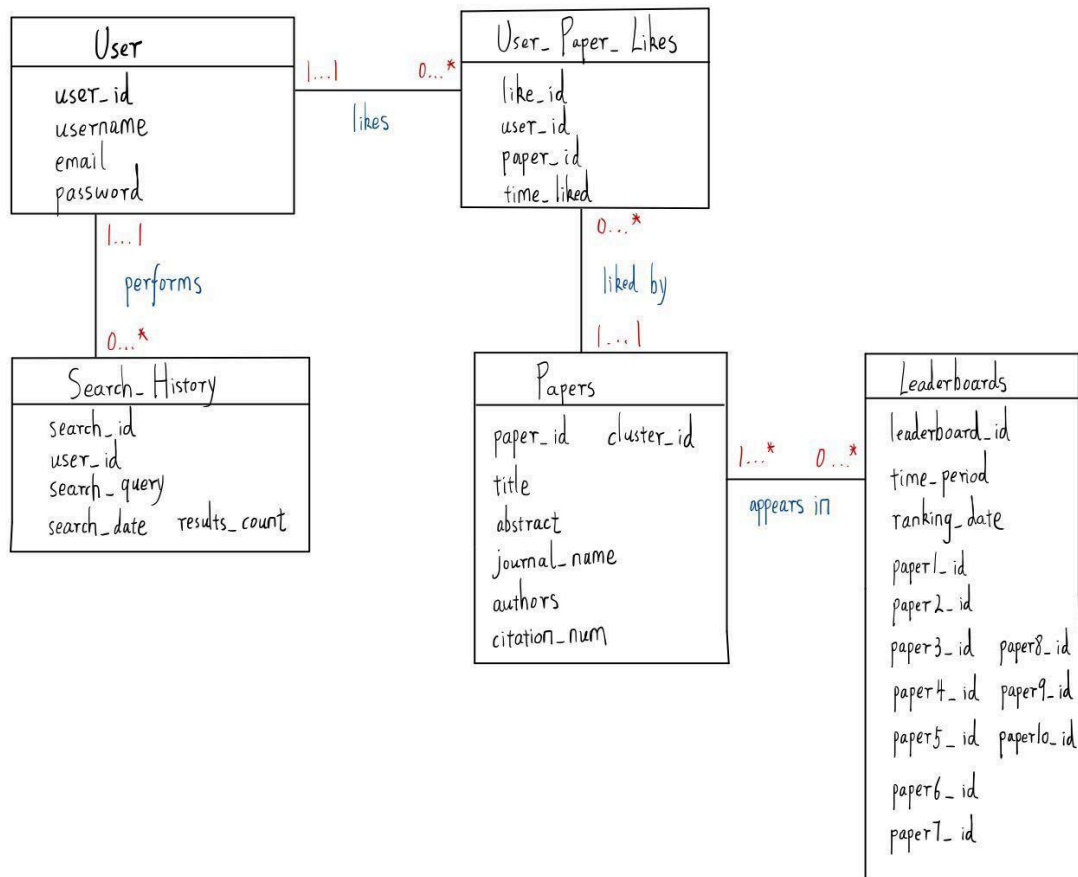 User
user_id
username
email
password
1...1
0...*
likes
User_Paper_Likes
like_id
user_id
paper_id
time_liked
1...1
performs
0...*
0...*
liked by
1...1
Search_History
search_id
user_id
search_query
search_date results_count
Papers
paper_id cluster_id
title
abstract
journal_name
authors
citation_num
1...*
0...*
appears in
Leaderboards
leaderboard_id
time_period
ranking_date
paper1_id
paper2_id
paper3_id paper8_id
paper4_id paper9_id
paper5_id paper10_id
paper6_id
paper7_id